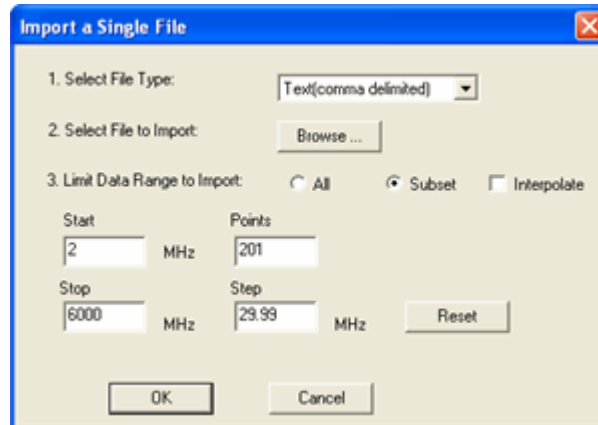 Import a Single File
1. Select File Type: Text(comma delimited)
2. Select File to Import: Browse ...
3. Limit Data Range to Import: All Subset Interpolate
Start Points
2 MHz 201
Stop Step
6000 MHz 29.99 MHz Reset
OK Cancel